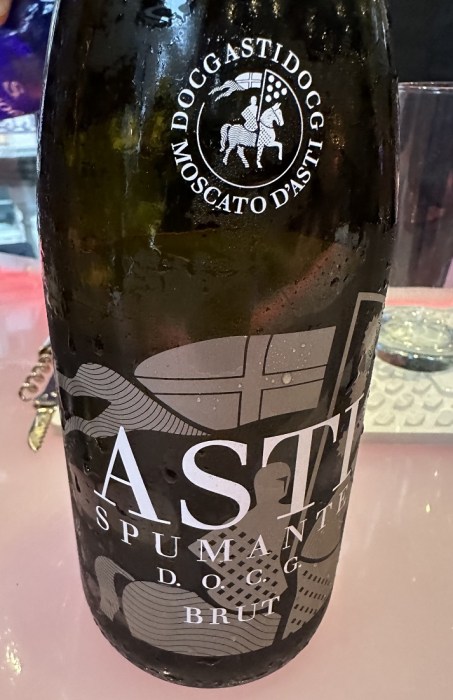 DOCGASTIDOCG
MOSCATO D'ASTI
ASTI
SPUMANTE
D. O. C. G.
BRUT